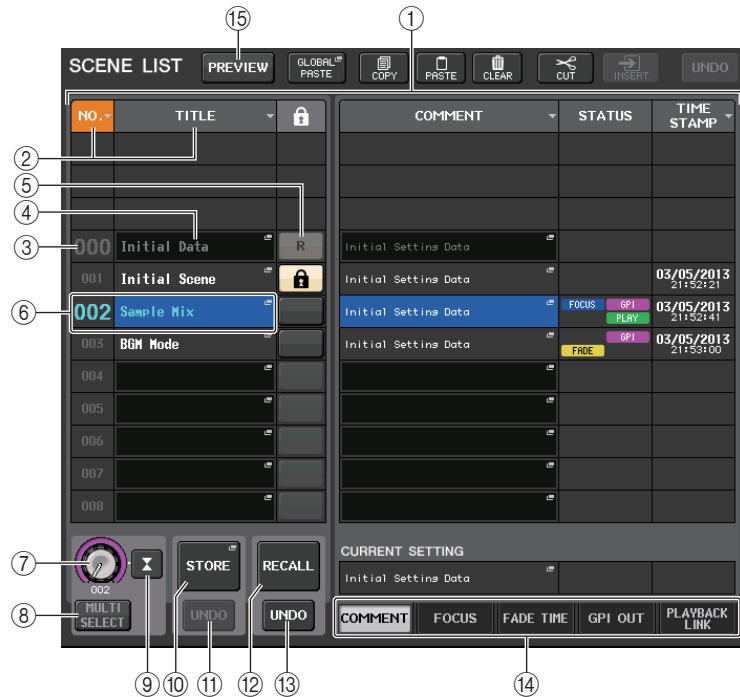 ⑮ ①
SCENE LIST PREVIEW GLOBAL PASTE COPY PASTE CLEAR CUT INSERT UNDO
NO. TITLE COMMENT STATUS TIME STAMP
②
⑤
④
③ 000 Initial Data R Initial Setting Data
001 Initial Scene Initial Setting Data 03/05/2013 21:52:21
⑥ 002 Sample Mix Initial Setting Data FOCUS GPI PLAY 03/05/2013 21:52:41
003 BGM Mode Initial Setting Data GPI FADE 03/05/2013 21:53:00
004
005
006
007
008
CURRENT SETTING
⑦ STORE RECALL Initial Setting Data
002
⑧ MULTI SELECT UNDO UNDO COMMENT FOCUS FADE TIME GPI OUT PLAYBACK LINK
⑨ ⑩ ⑪ ⑫ ⑬ ⑭